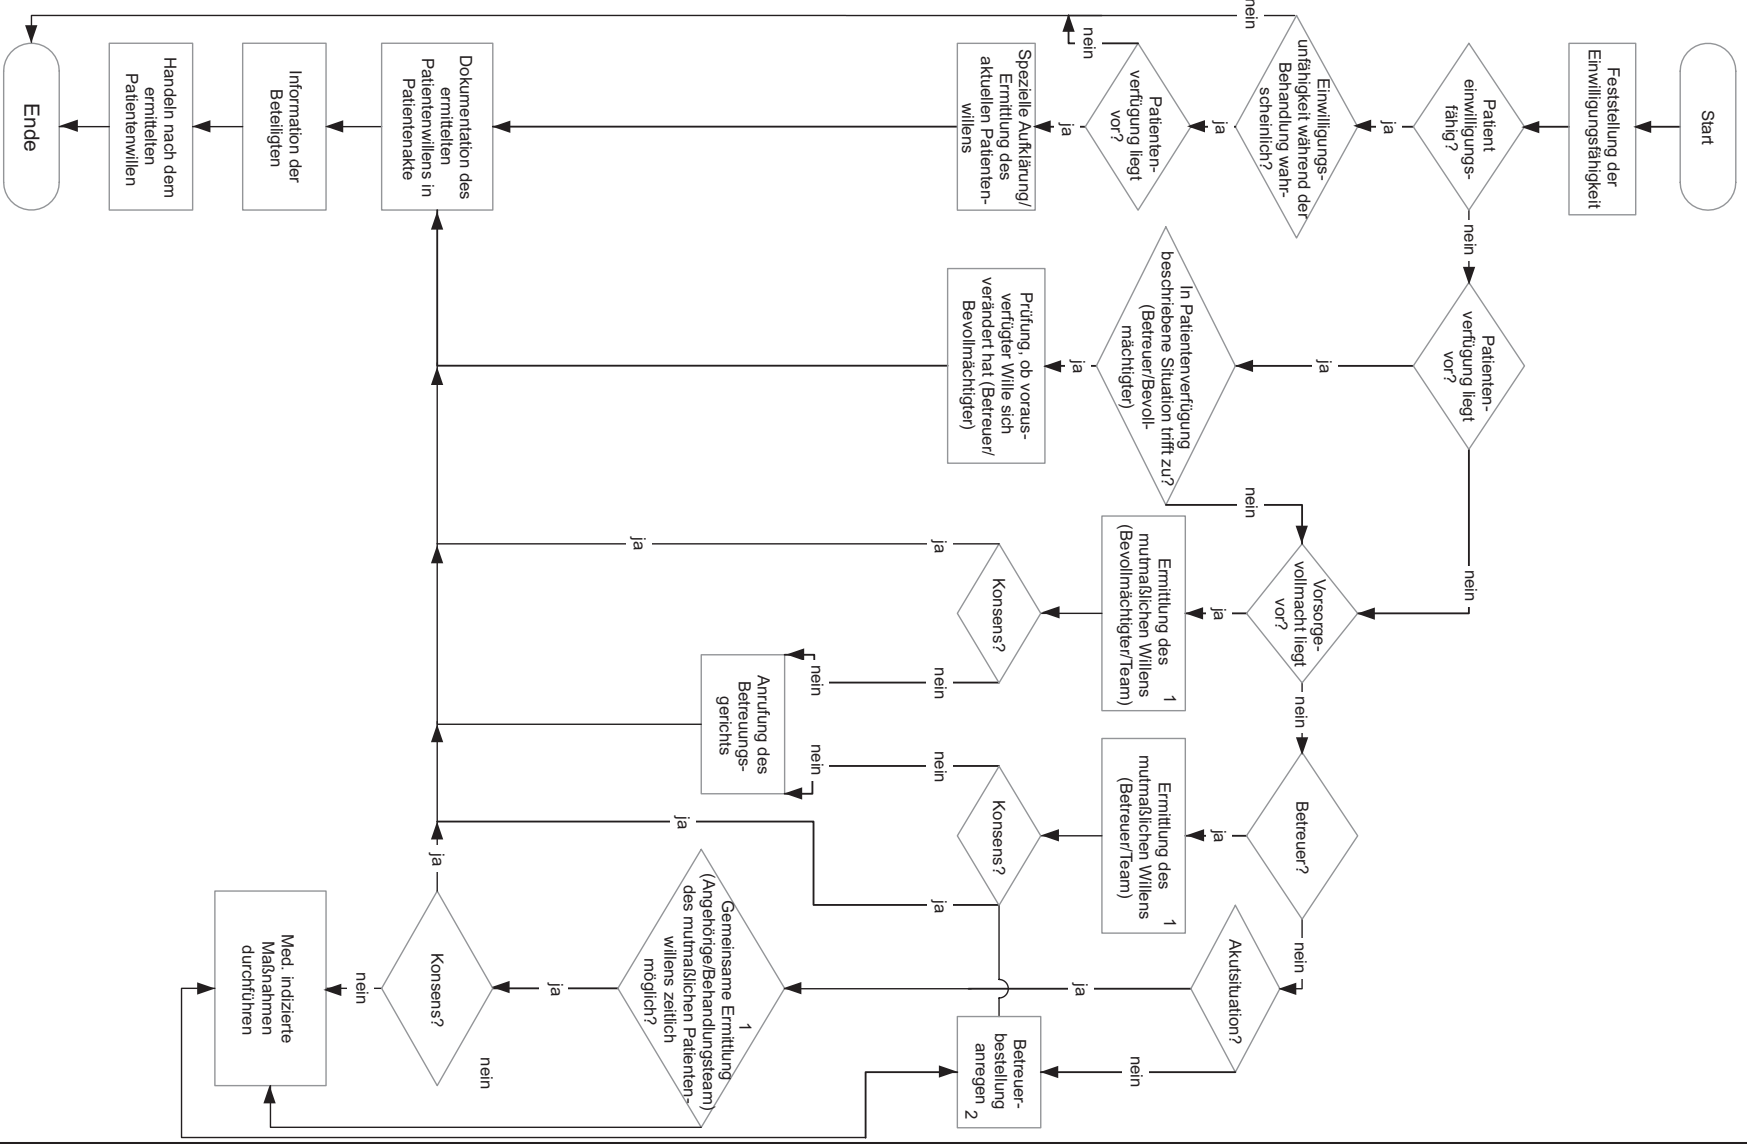 Start
Feststellung der
Einwilligungsfähigkeit
Patient
einwilligungs-
fähig?
ja
nein
Einwilligungs-
unfähigkeit während der
Behandlung wahr-
scheinlich?
nein
ja
Patienten-
verfügung liegt
vor?
nein
ja
Spezielle Aufklärung/
Ermittlung des
aktuellen Patienten-
willens
Dokumentation des
ermittelten
Patientenwillens in
Patientenakte
Information der
Beteiligten
Handeln nach dem
ermittelten
Patientenwillen
Ende
Patienten-
verfügung liegt
vor?
ja
nein
In Patientenverfügung
beschriebene Situation trifft zu?
(Betreuer/Bevoll-
mächtigter)
ja
nein
Prüfung, ob voraus-
verfügter Wille sich
verändert hat (Betreuer/
Bevollmächtigter)
Vorsorge-
vollmacht liegt
vor?
ja
nein
1
Ermittlung des
mutmaßlichen Willens
(Bevollmächtigter/Team)
Konsens?
ja
ja
nein
nein
Anrufung des
Betreuungs-
gerichts
Betreuer?
ja
nein
1
Ermittlung des
mutmaßlichen Willens
(Betreuer/Team)
Konsens?
nein
nein
ja
ja
Akutsituation?
ja
nein
Betreuer-
bestellung
anregen 2
1
Gemeinsame Ermittlung
(Angehörige/Behandlungsteam)
des mutmaßlichen Patienten-
willens zeitlich
möglich?
ja
nein
Konsens?
ja
nein
Med. indizierte
Maßnahmen
durchführen